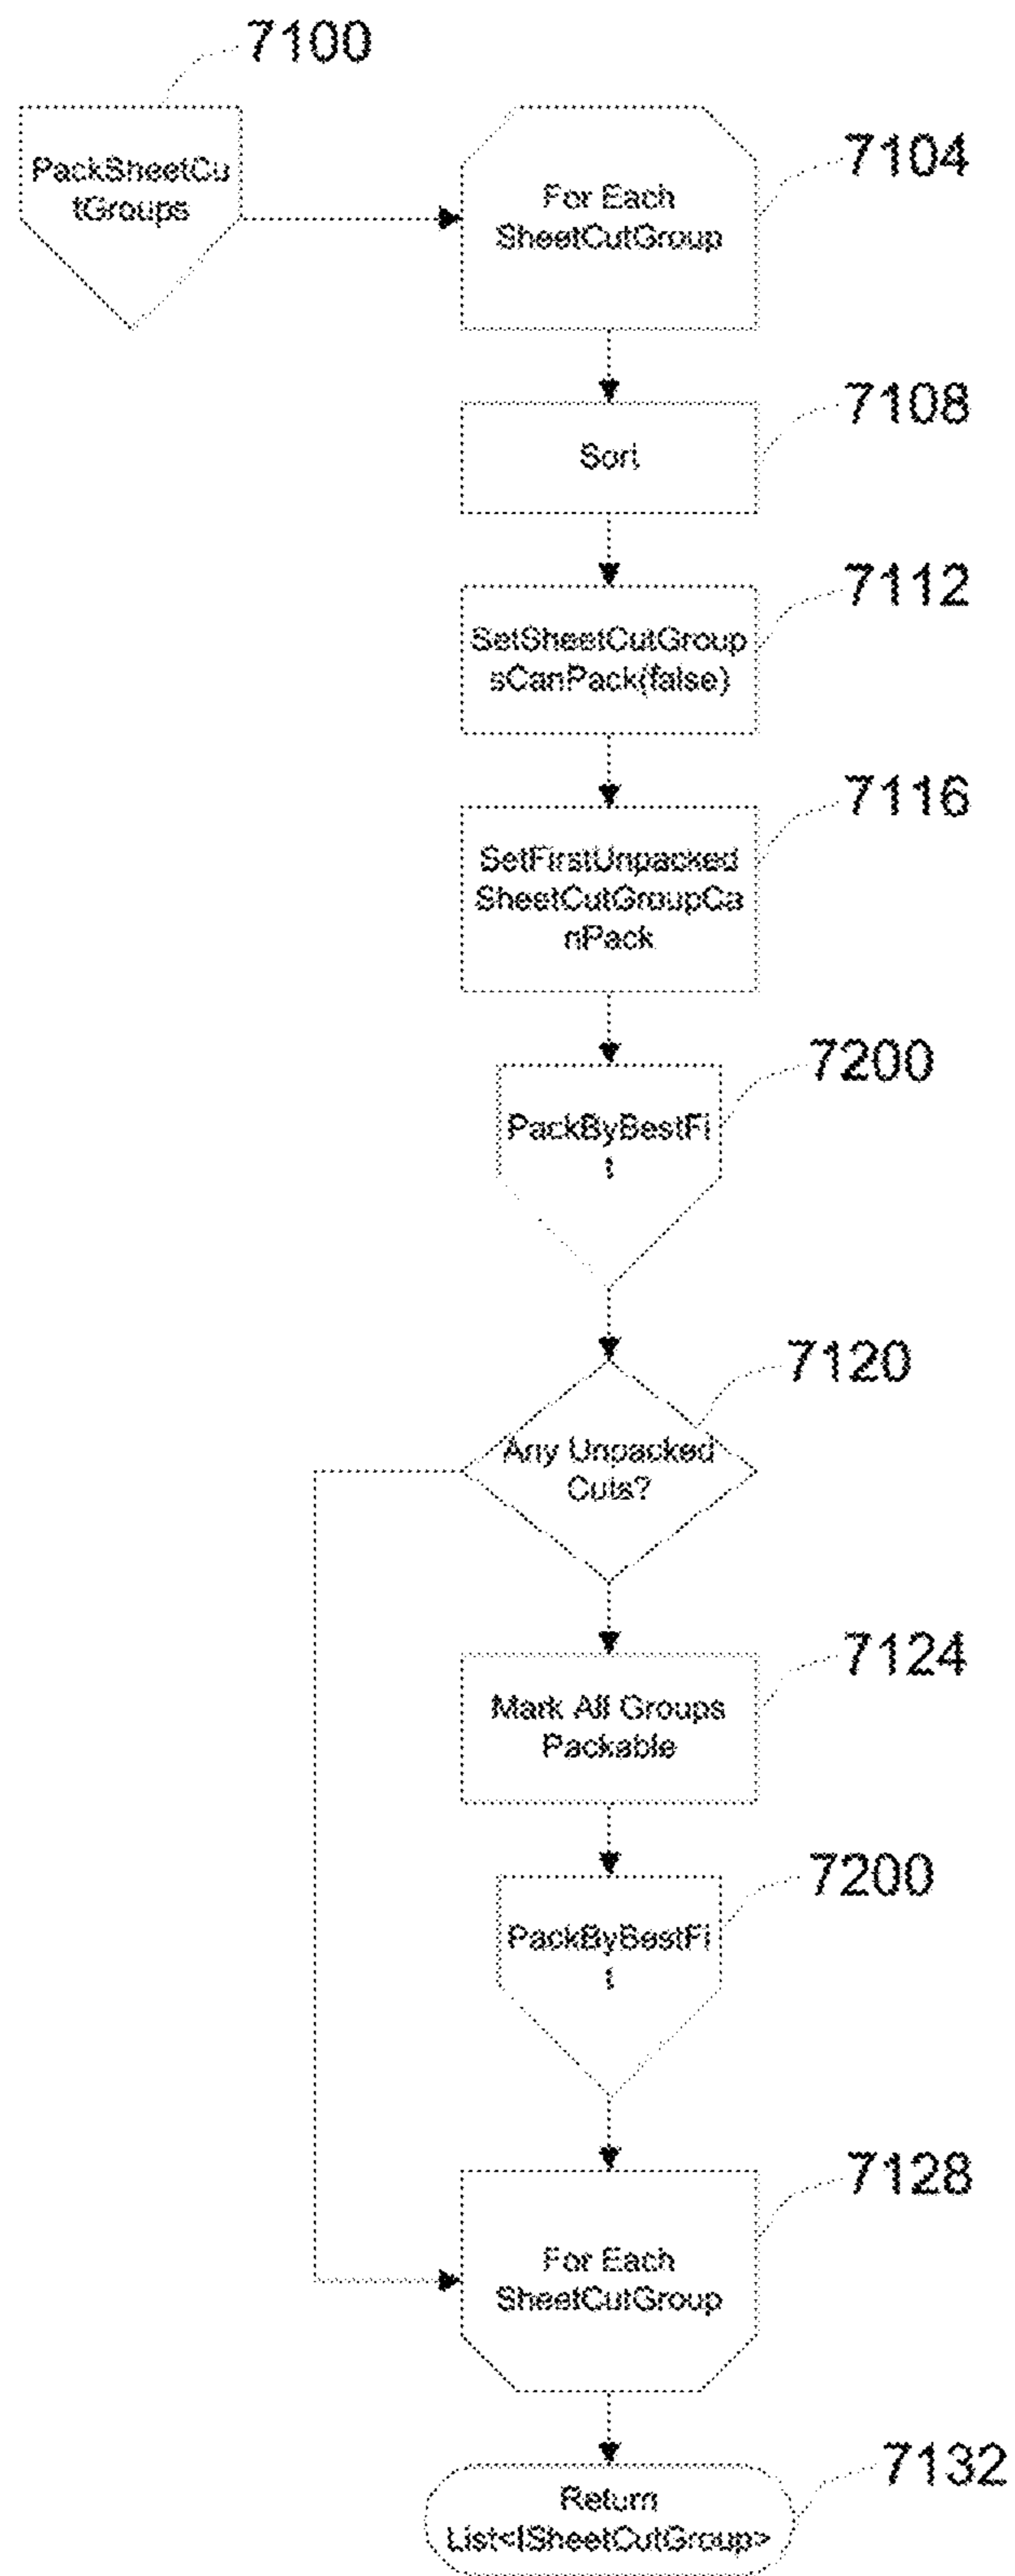 7100
PackSheetCu
tGroups
For Each
SheetCutGroup
7104
Sort
7108
SetSheetCutGroup
sCanPack(false)
7112
SetFirstUnpacked
SheetCutGroupCa
nPack
7116
PackByBestFi
t
7200
Any Unpacked
Cuts?
7120
Mark All Groups
Packable
7124
PackByBestFi
t
7200
For Each
SheetCutGroup
7128
Return
List<ISheetCutGroup>
7132